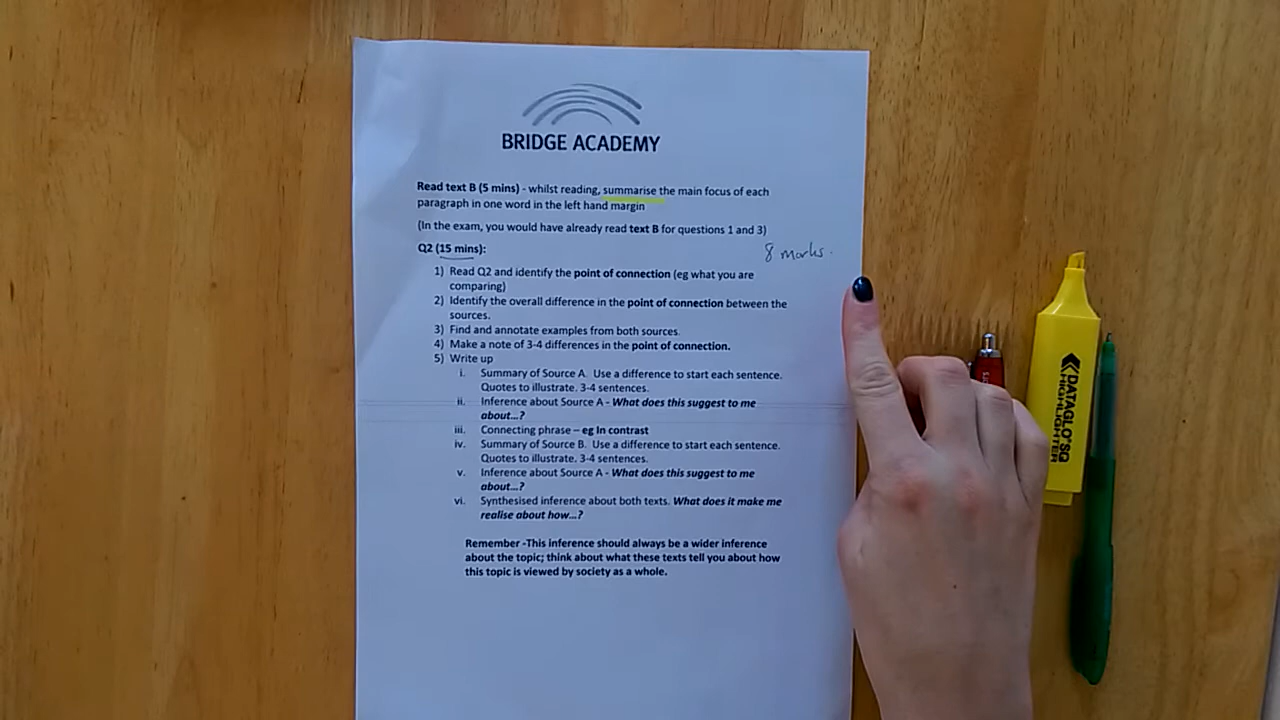 BRIDGE ACADEMY
Read text B (5 mins) - whilst reading, summarise the main focus of each
paragraph in one word in the left hand margin
(In the exam, you would have already read text B for questions 1 and 3)
8 marks.
Q2 (15 mins):
1) Read Q2 and identify the point of connection (eg what you are
comparing)
2) Identify the overall difference in the point of connection between the
sources.
3) Find and annotate examples from both sources.
4) Make a note of 3-4 differences in the point of connection.
5) Write up
i. Summary of Source A. Use a difference to start each sentence.
Quotes to illustrate. 3-4 sentences.
ii. Inference about Source A - What does this suggest to me
about...?
iii. Connecting phrase – eg In contrast
iv. Summary of Source B. Use a difference to start each sentence.
Quotes to illustrate. 3-4 sentences.
v. Inference about Source A - What does this suggest to me
about...?
vi. Synthesised inference about both texts. What does it make me
realise about how...?
Remember -This inference should always be a wider inference
about the topic; think about what these texts tell you about how
this topic is viewed by society as a whole.
DATAGLO SQ
HIGHLIGHTER